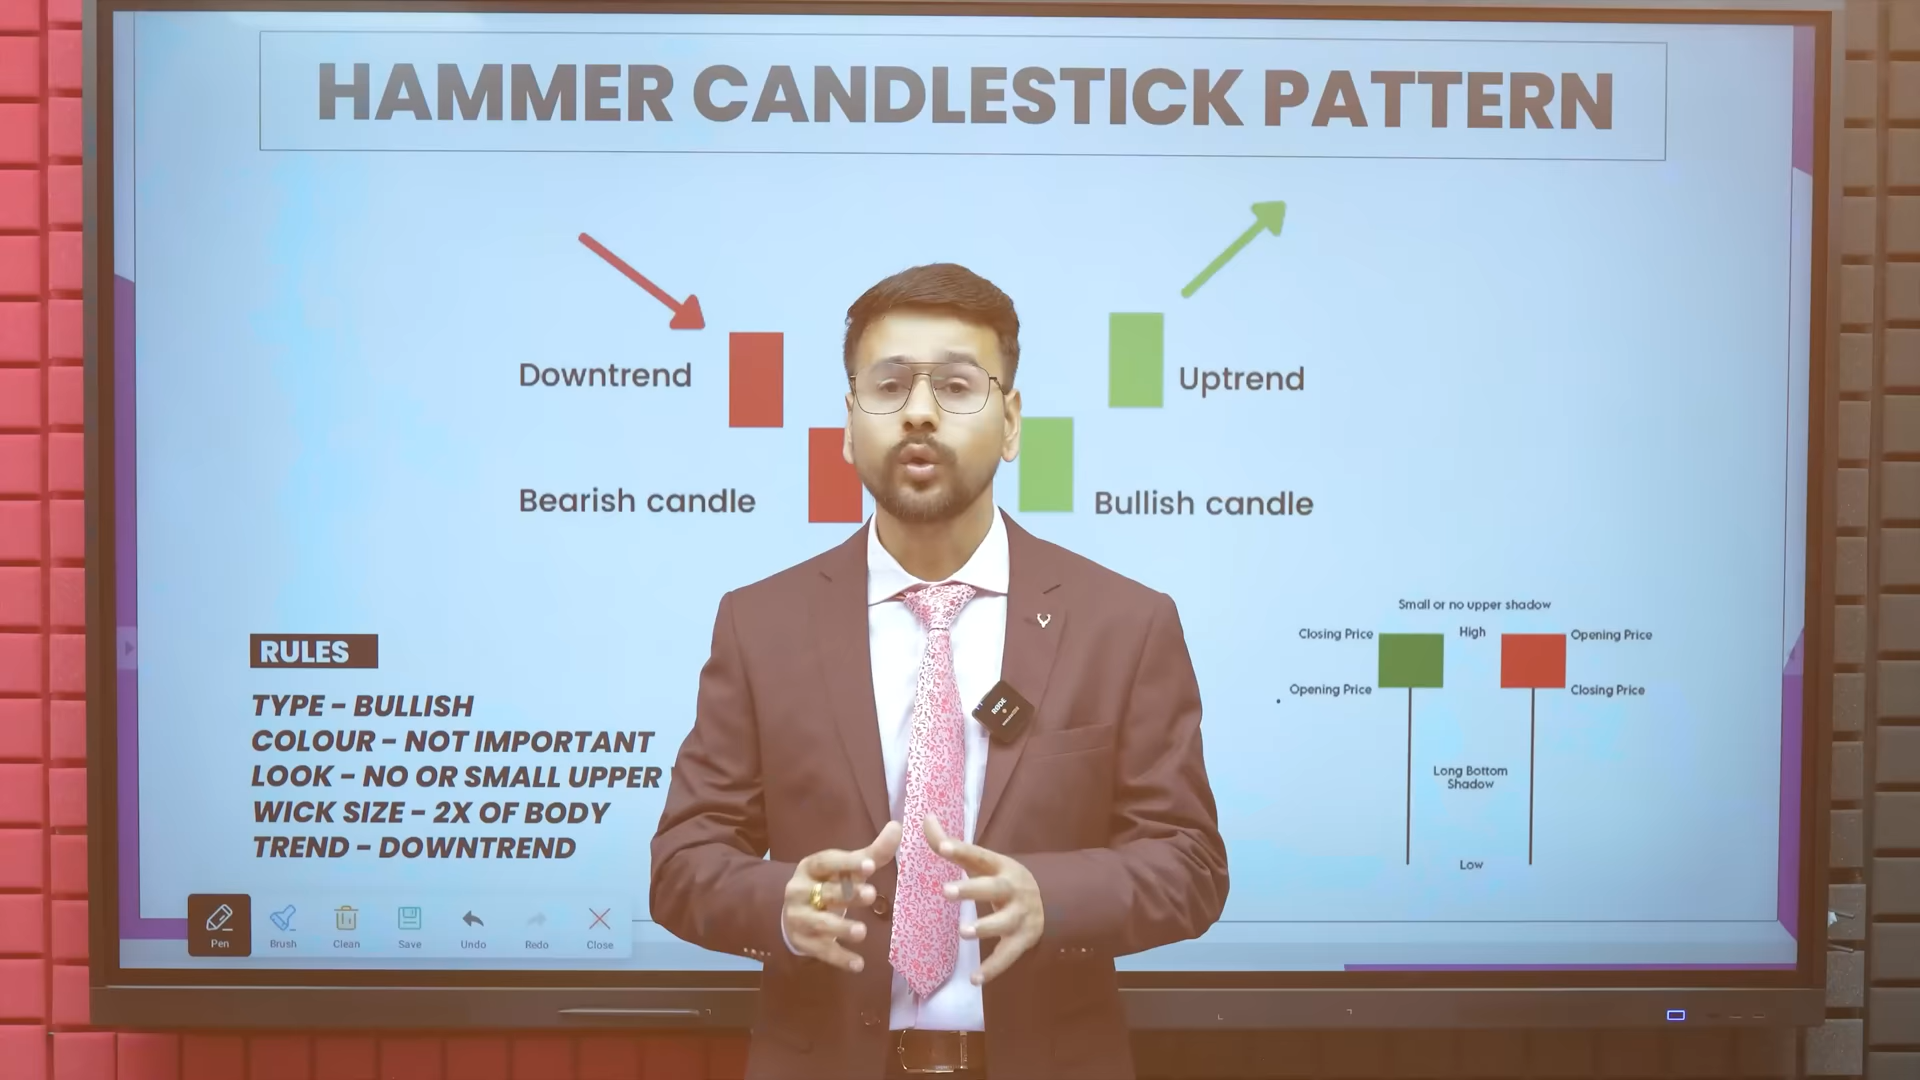 HAMMER CANDLESTICK PATTERN
Downtrend
Uptrend
Bearish candle
Bullish candle
RULES
TYPE - BULLISH
COLOUR - NOT IMPORTANT
LOOK - NO OR SMALL UPPER
WICK SIZE - 2X OF BODY
TREND - DOWNTREND
Small or no upper shadow
Closing Price
High
Opening Price
Opening Price
Closing Price
Long Bottom
Shadow
Low
RØDE
Pen
Brush
Clean
Save
Undo
Redo
Close